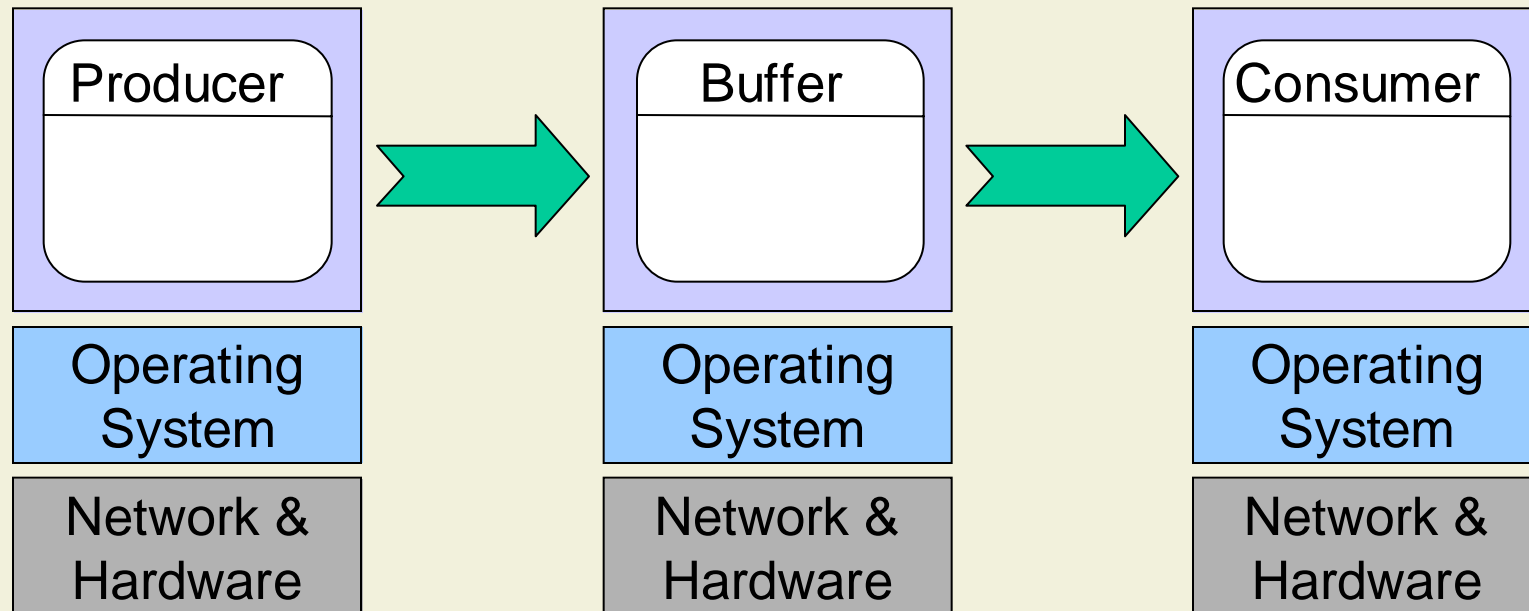 Producer
Buffer
Consumer
Operating
System
Operating
System
Operating
System
Network &
Hardware
Network &
Hardware
Network &
Hardware